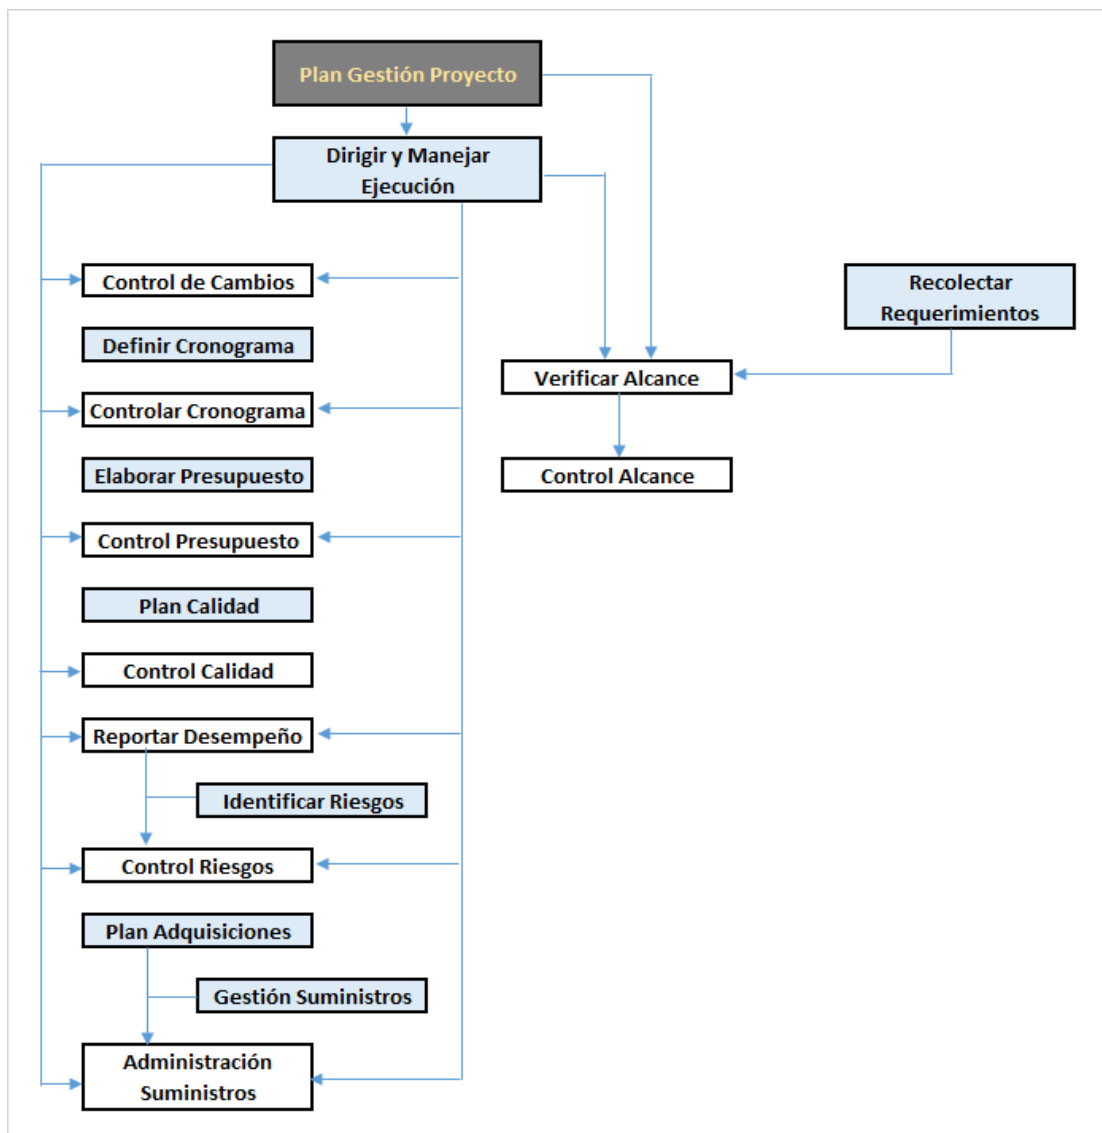 Plan Gestión Proyecto
Dirigir y Manejar
Ejecución
Control de Cambios
Recolectar
Requerimientos
Definir Cronograma
Verificar Alcance
Controlar Cronograma
Elaborar Presupuesto
Control Alcance
Control Presupuesto
Plan Calidad
Control Calidad
Reportar Desempeño
Identificar Riesgos
Control Riesgos
Plan Adquisiciones
Gestión Suministros
Administración
Suministros